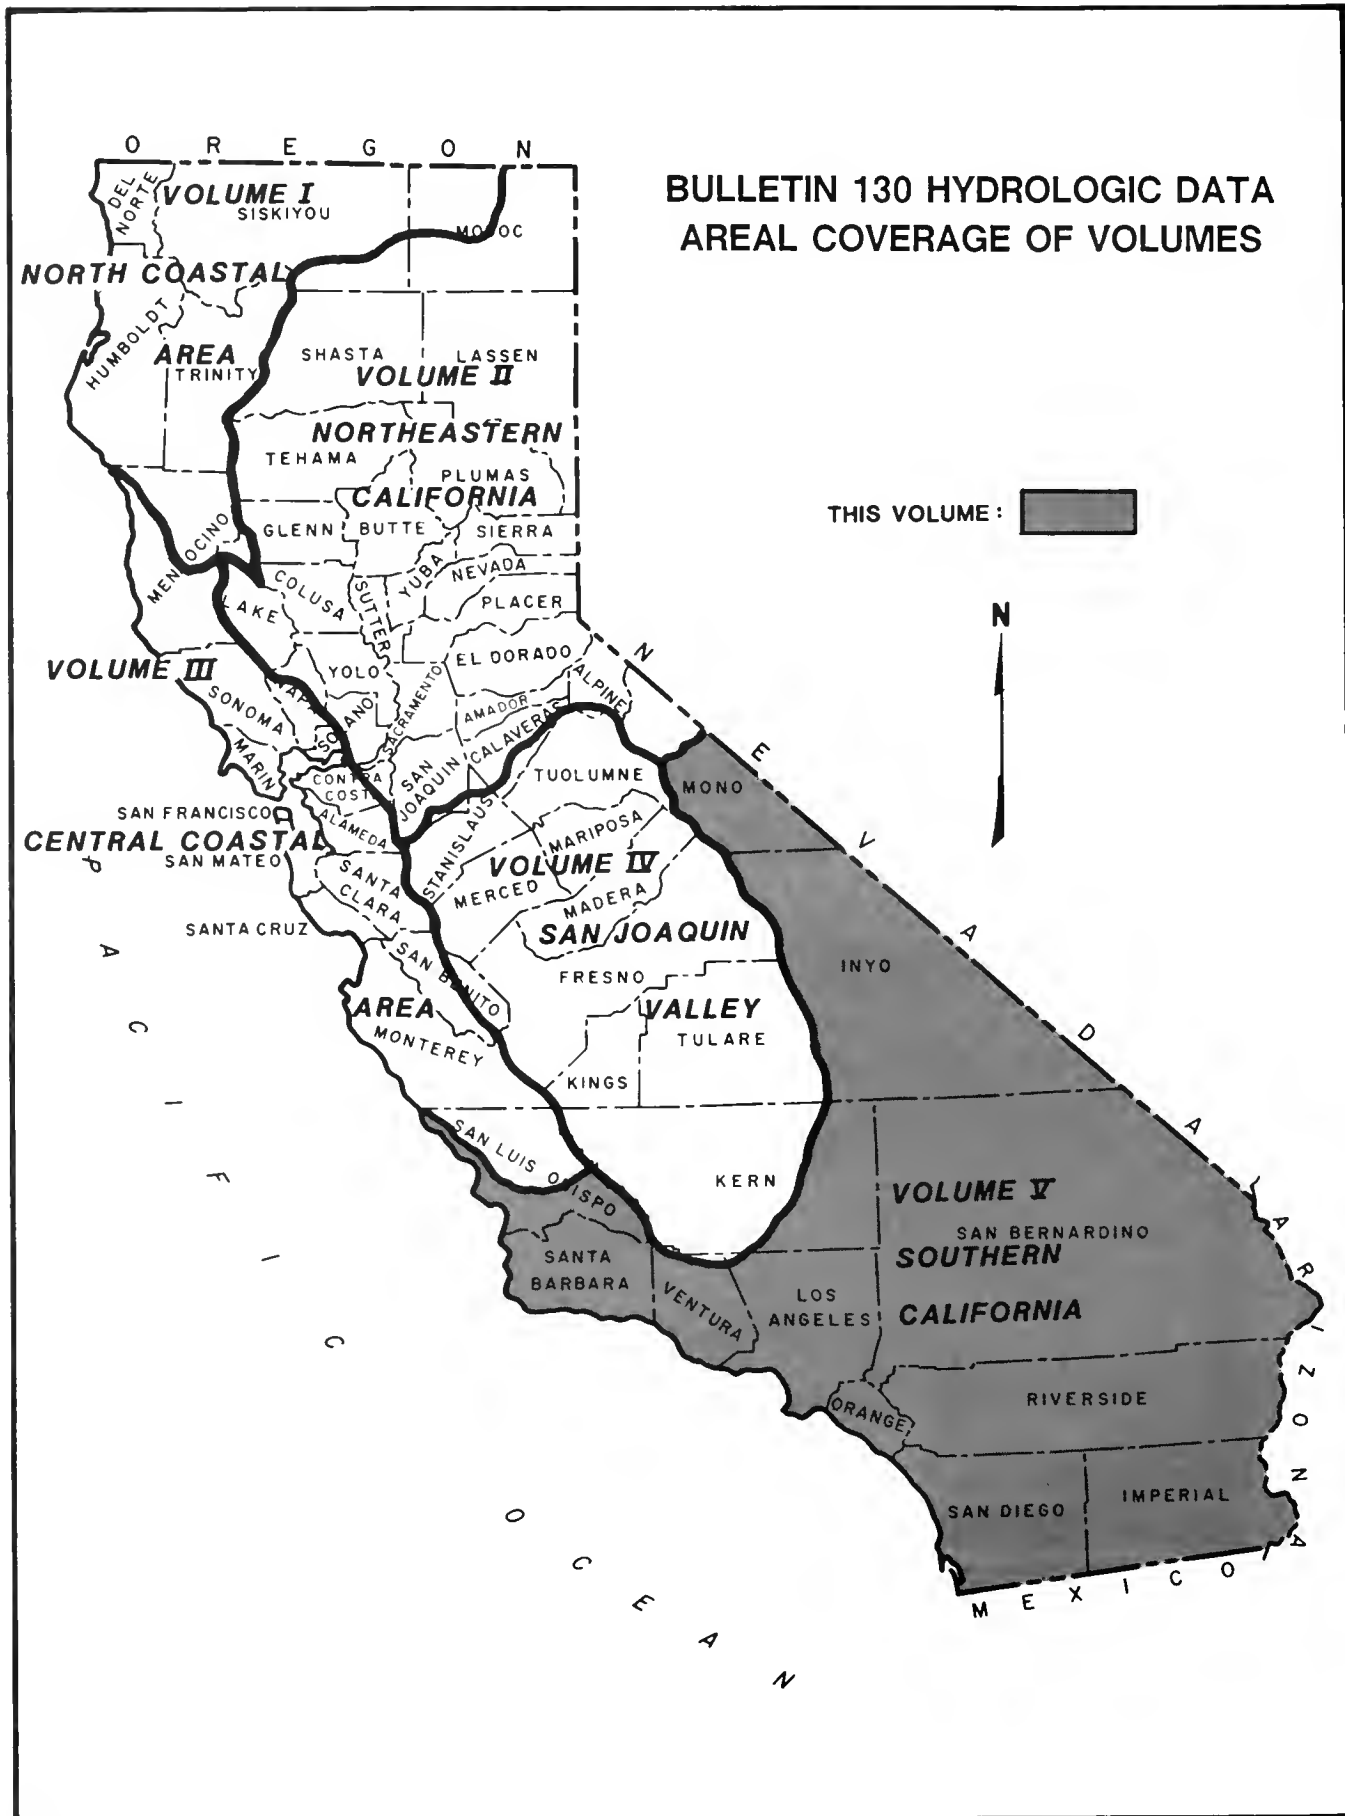 BULLETIN 130 HYDROLOGIC DATA
AREAL COVERAGE OF VOLUMES
THIS VOLUME:
N
OREGON
DEL
NORTE
VOLUME I
SISKIYOU
MODOC
NORTH COASTAL
HUMBOLDT
AREA
TRINITY
SHASTA
LASSEN
VOLUME II
NORTHEASTERN
TEHAMA
PLUMAS
CALIFORNIA
GLENN
BUTTE
SIERRA
MENDOCINO
COLUSA
SUTTER
YUBA
NEVADA
LAKE
PLACER
VOLUME III
YOLO
EL DORADO
NAPA
SONOMA
SOLANO
SACRAMENTO
AMADOR
ALPINE
MARIN
CALAVERAS
CONTRA
COSTA
SAN
JOAQUIN
TUOLUMNE
MONO
SAN FRANCISCO
ALAMEDA
CENTRAL COASTAL
SAN MATEO
STANISLAUS
MARIPOSA
VOLUME IV
SANTA
CLARA
MERCED
MADERA
SANTA CRUZ
SAN JOAQUIN
SAN BENITO
FRESNO
INYO
AREA
VALLEY
MONTEREY
TULARE
KINGS
SAN LUIS OBISPO
KERN
VOLUME V
SAN BERNARDINO
SOUTHERN
SANTA
BARBARA
VENTURA
LOS
ANGELES
CALIFORNIA
ORANGE
RIVERSIDE
SAN DIEGO
IMPERIAL
NEVADA
ARIZONA
MEXICO
PACIFIC
OCEAN